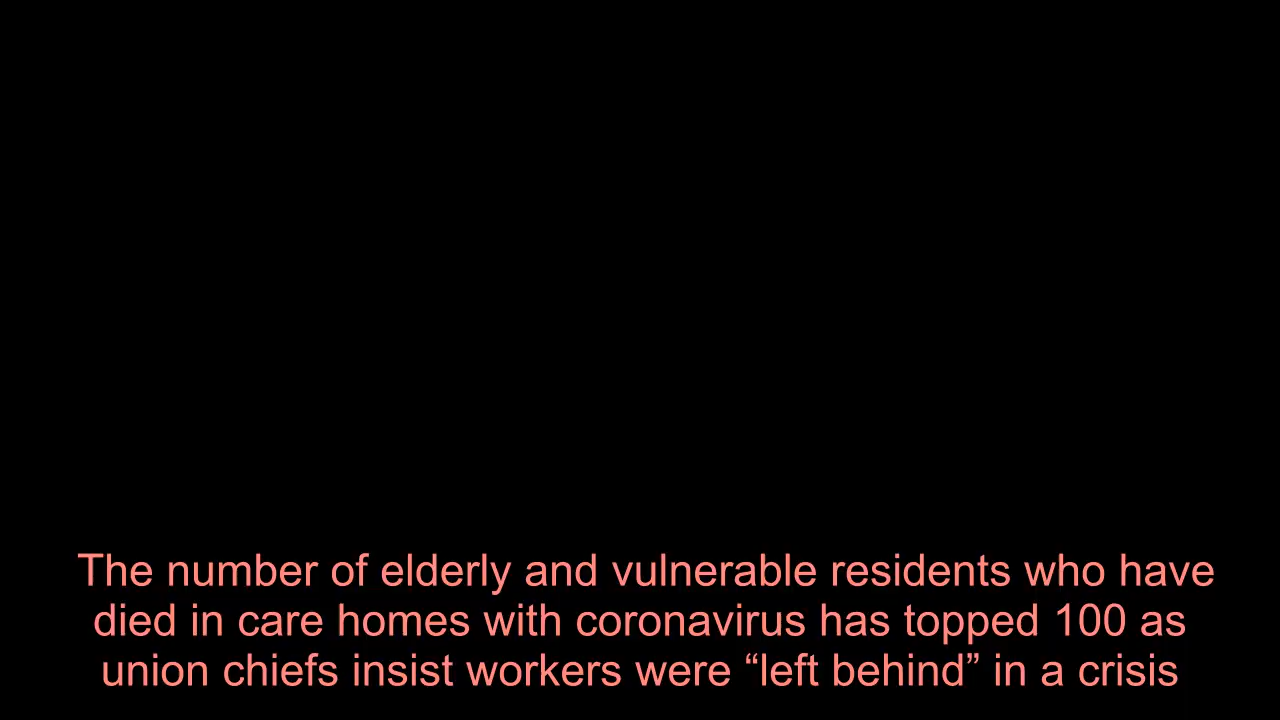 The number of elderly and vulnerable residents who have
died in care homes with coronavirus has topped 100 as
union chiefs insist workers were “left behind” in a crisis